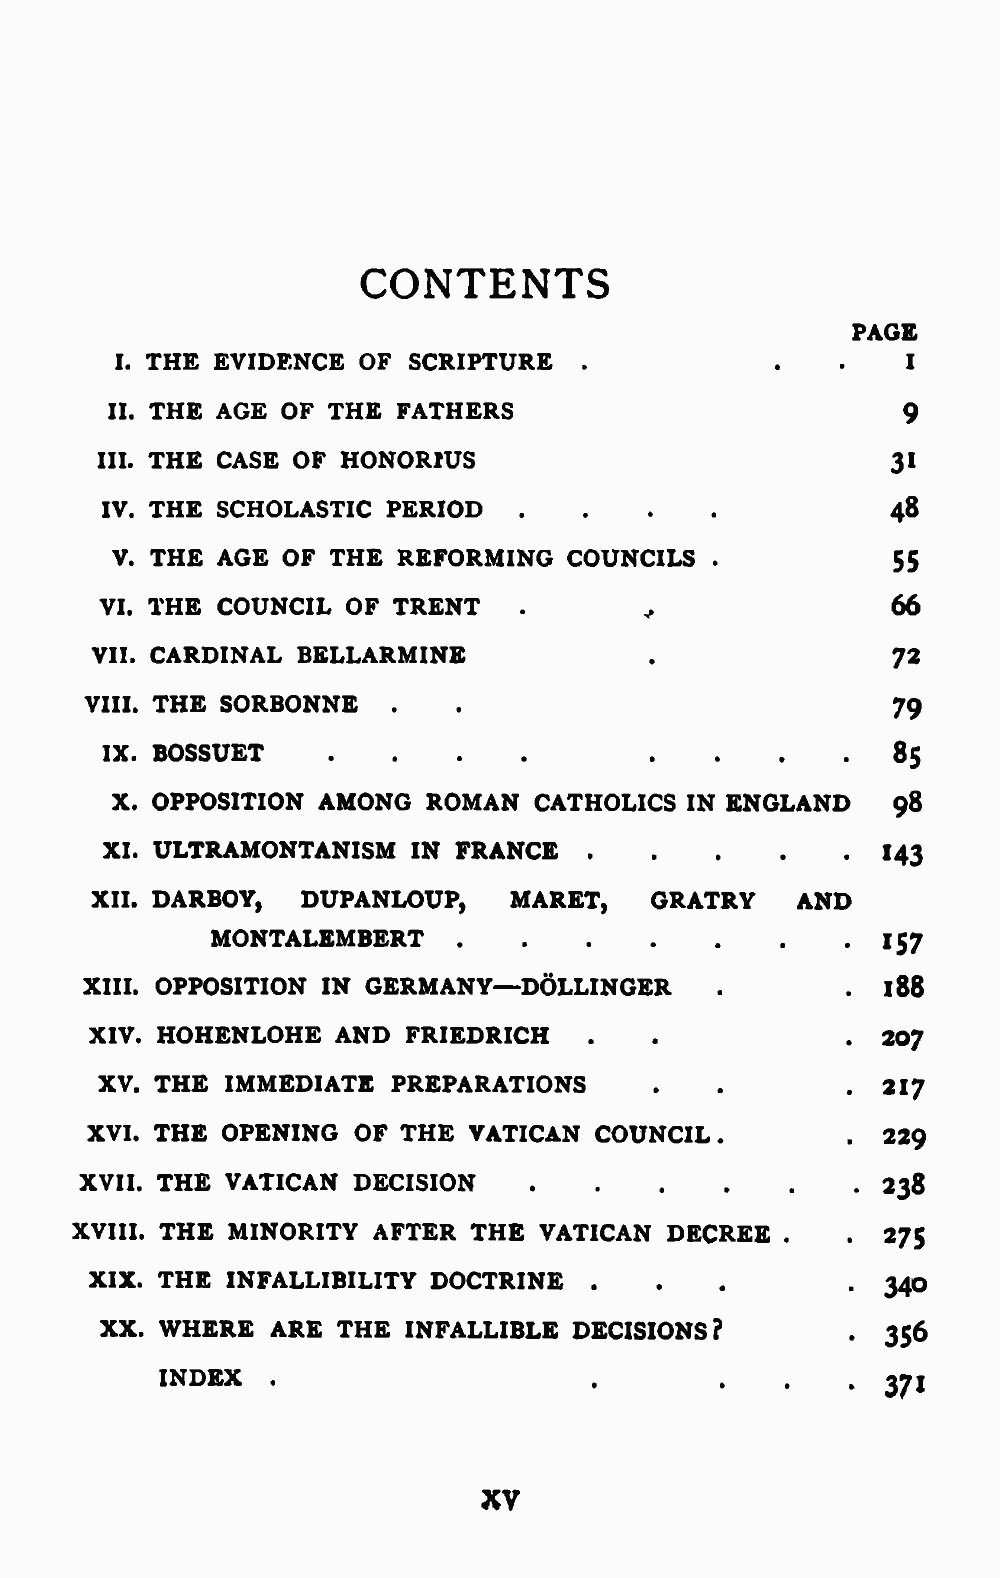 CONTENTS
PAGE
I. THE EVIDENCE OF SCRIPTURE . . . 1
II. THE AGE OF THE FATHERS 9
III. THE CASE OF HONORIUS 31
IV. THE SCHOLASTIC PERIOD . . . . 48
V. THE AGE OF THE REFORMING COUNCILS . 55
VI. THE COUNCIL OF TRENT . . 66
VII. CARDINAL BELLARMINE . 72
VIII. THE SORBONNE . . 79
IX. BOSSUET . . . . . . . . 85
X. OPPOSITION AMONG ROMAN CATHOLICS IN ENGLAND 98
XI. ULTRAMONTANISM IN FRANCE . . . . . 143
XII. DARBOY, DUPANLOUP, MARET, GRATRY AND
MONTALEMBERT . . . . . . . 157
XIII. OPPOSITION IN GERMANY—DÖLLINGER . . 188
XIV. HOHENLOHE AND FRIEDRICH . . . 207
XV. THE IMMEDIATE PREPARATIONS . . . 217
XVI. THE OPENING OF THE VATICAN COUNCIL . . 229
XVII. THE VATICAN DECISION . . . . . . 238
XVIII. THE MINORITY AFTER THE VATICAN DECREE . . 275
XIX. THE INFALLIBILITY DOCTRINE . . . . 340
XX. WHERE ARE THE INFALLIBLE DECISIONS? . 356
INDEX . . . . . 371
XV